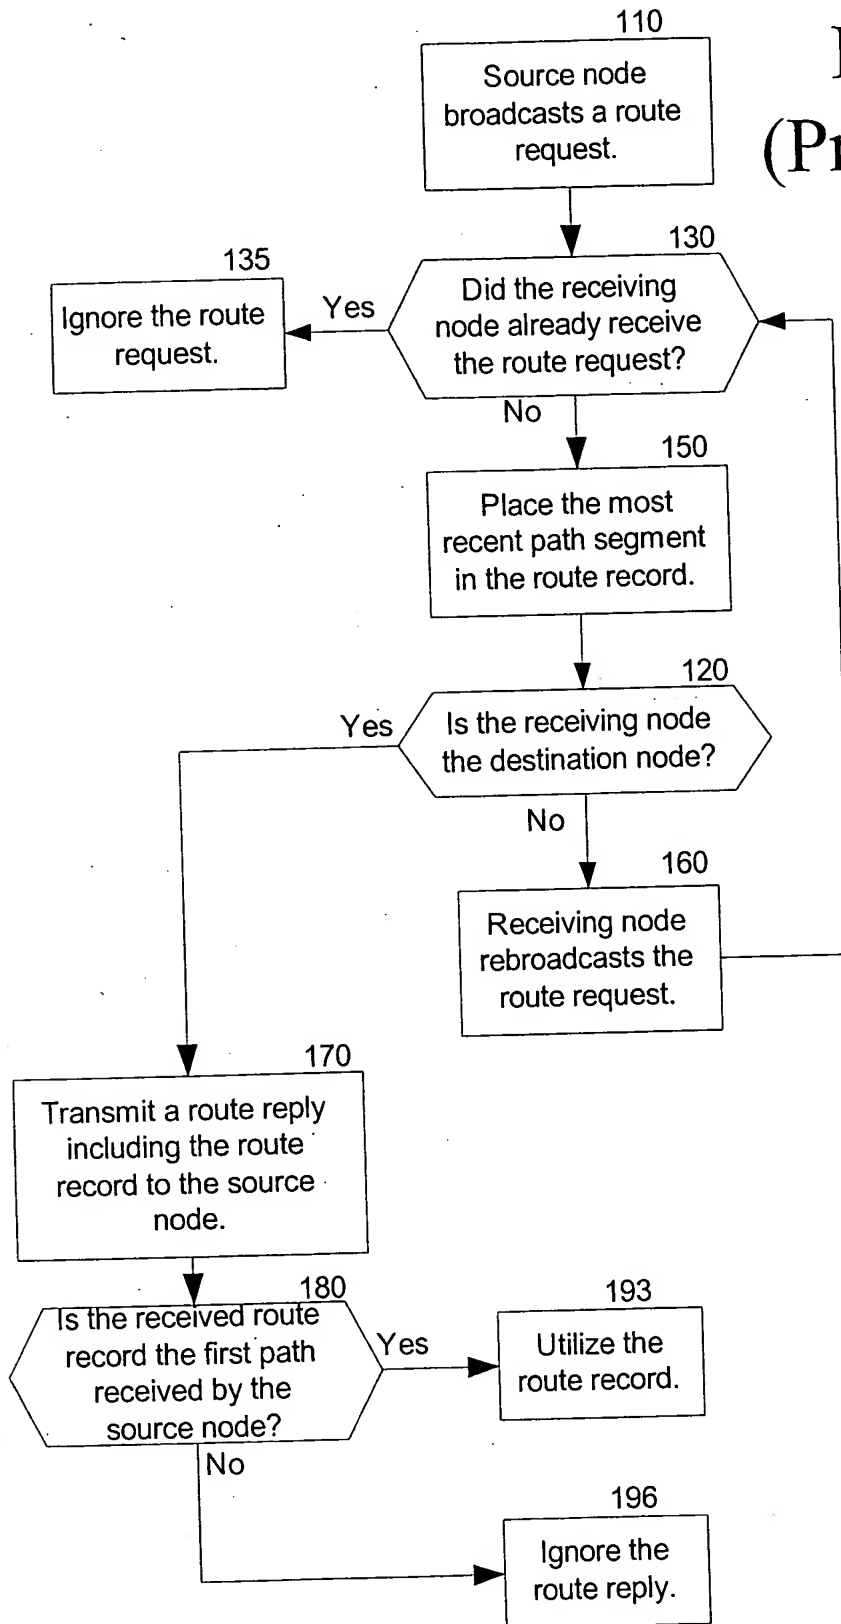 110
Source node
broadcasts a route
request.
(Pr
130
Did the receiving
node already receive
the route request?
Yes
135
Ignore the route
request.
No
150
Place the most
recent path segment
in the route record.
120
Is the receiving node
the destination node?
Yes
No
160
Receiving node
rebroadcasts the
route request.
170
Transmit a route reply
including the route
record to the source
node.
180
Is the received route
record the first path
received by the
source node?
Yes
193
Utilize the
route record.
No
196
Ignore the
route reply.